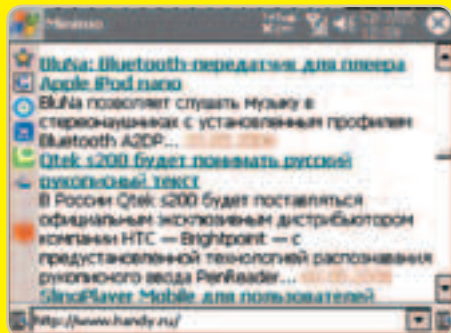 Minimo
BluNa: Bluetooth-передатчик для плеера
Apple iPod nano
BluNa позволяет слушать музыку в
стереонаушниках с установленным профилем
Bluetooth A2DP...
Qtek s200 будет понимать русский
рукописный текст
В России Qtek s200 будет поставляться
официальным эксклюзивным дистрибьютором
компании HTC — Brightpoint — с
предустановленной технологией распознавания
рукописного ввода PenReader...
SlingPlayer Mobile для пользователей
http://www.handy.ru/